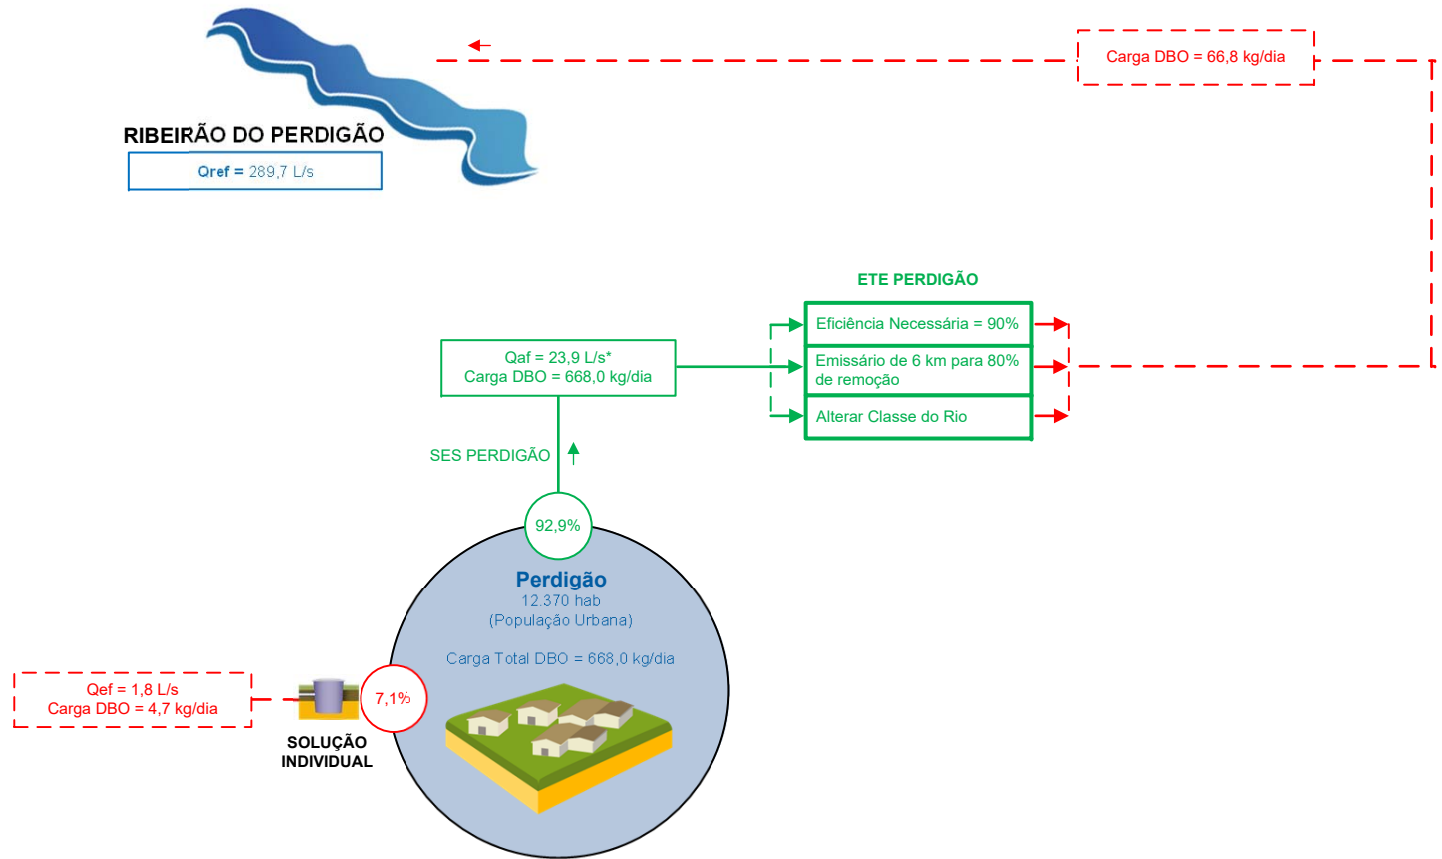 Carga DBO = 66,8 kg/dia
RIBEIRÃO DO PERDIGÃO
Qref = 289,7 L/s
ETE PERDIGÃO
Eficiência Necessária = 90%
Emissário de 6 km para 80%
de remoção
Alterar Classe do Rio
Qaf = 23,9 L/s*
Carga DBO = 668,0 kg/dia
SES PERDIGÃO
92,9%
Perdigão
12.370 hab
(População Urbana)
Carga Total DBO = 668,0 kg/dia
7,1%
Qef = 1,8 L/s
Carga DBO = 4,7 kg/dia
SOLUÇÃO
INDIVIDUAL